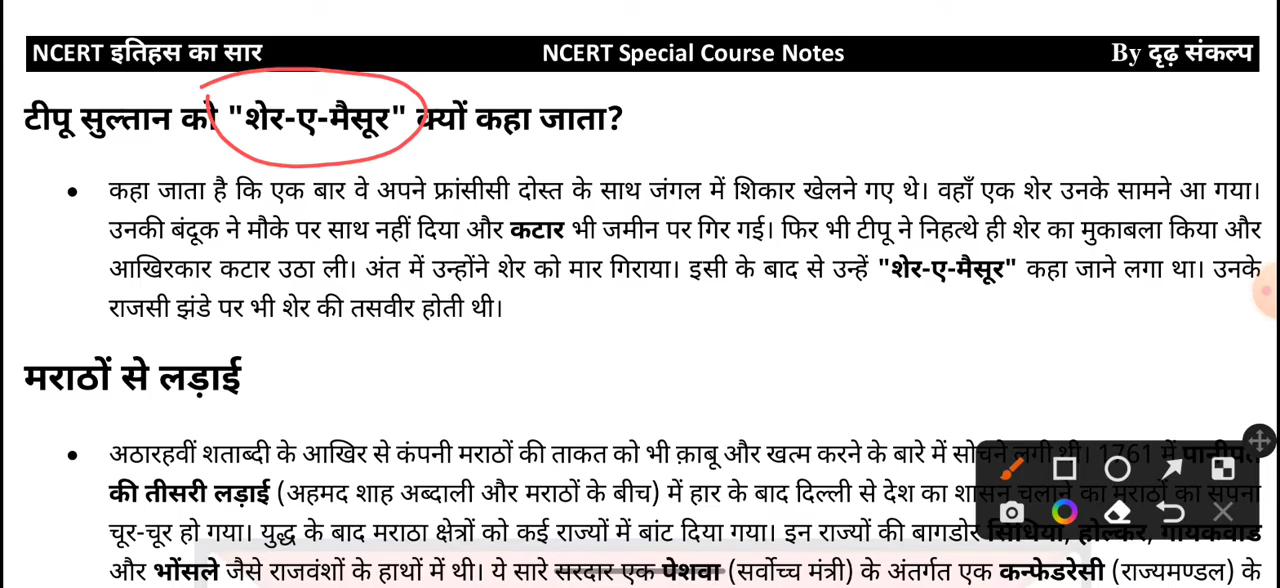 NCERT इतिहस का सार NCERT Special Course Notes By दृढ़ संकल्प
टीपू सुल्तान को "शेर-ए-मैसूर" क्यों कहा जाता?
• कहा जाता है कि एक बार वे अपने फ्रांसीसी दोस्त के साथ जंगल में शिकार खेलने गए थे। वहाँ एक शेर उनके सामने आ गया।
उनकी बंदूक ने मौके पर साथ नहीं दिया और कटार भी जमीन पर गिर गई। फिर भी टीपू ने निहत्थे ही शेर का मुकाबला किया और
आखिरकार कटार उठा ली। अंत में उन्होंने शेर को मार गिराया। इसी के बाद से उन्हें "शेर-ए-मैसूर" कहा जाने लगा था। उनके
राजसी झंडे पर भी शेर की तसवीर होती थी।
मराठों से लड़ाई
• अठारहवीं शताब्दी के आखिर से कंपनी मराठों की ताकत को भी क़ाबू और खत्म करने के बारे में सोचने लगी थी। 1761 में पानीपत
की तीसरी लड़ाई (अहमद शाह अब्दाली और मराठों के बीच) में हार के बाद दिल्ली से देश का शासन चलाने का मराठों का सपना
चूर-चूर हो गया। युद्ध के बाद मराठा क्षेत्रों को कई राज्यों में बांट दिया गया। इन राज्यों की बागडोर सिंधिया, होल्कर, गायकवाड
और भोंसले जैसे राजवंशों के हाथों में थी। ये सारे सरदार एक पेशवा (सर्वोच्च मंत्री) के अंतर्गत एक कन्फेडरेसी (राज्यमण्डल) के